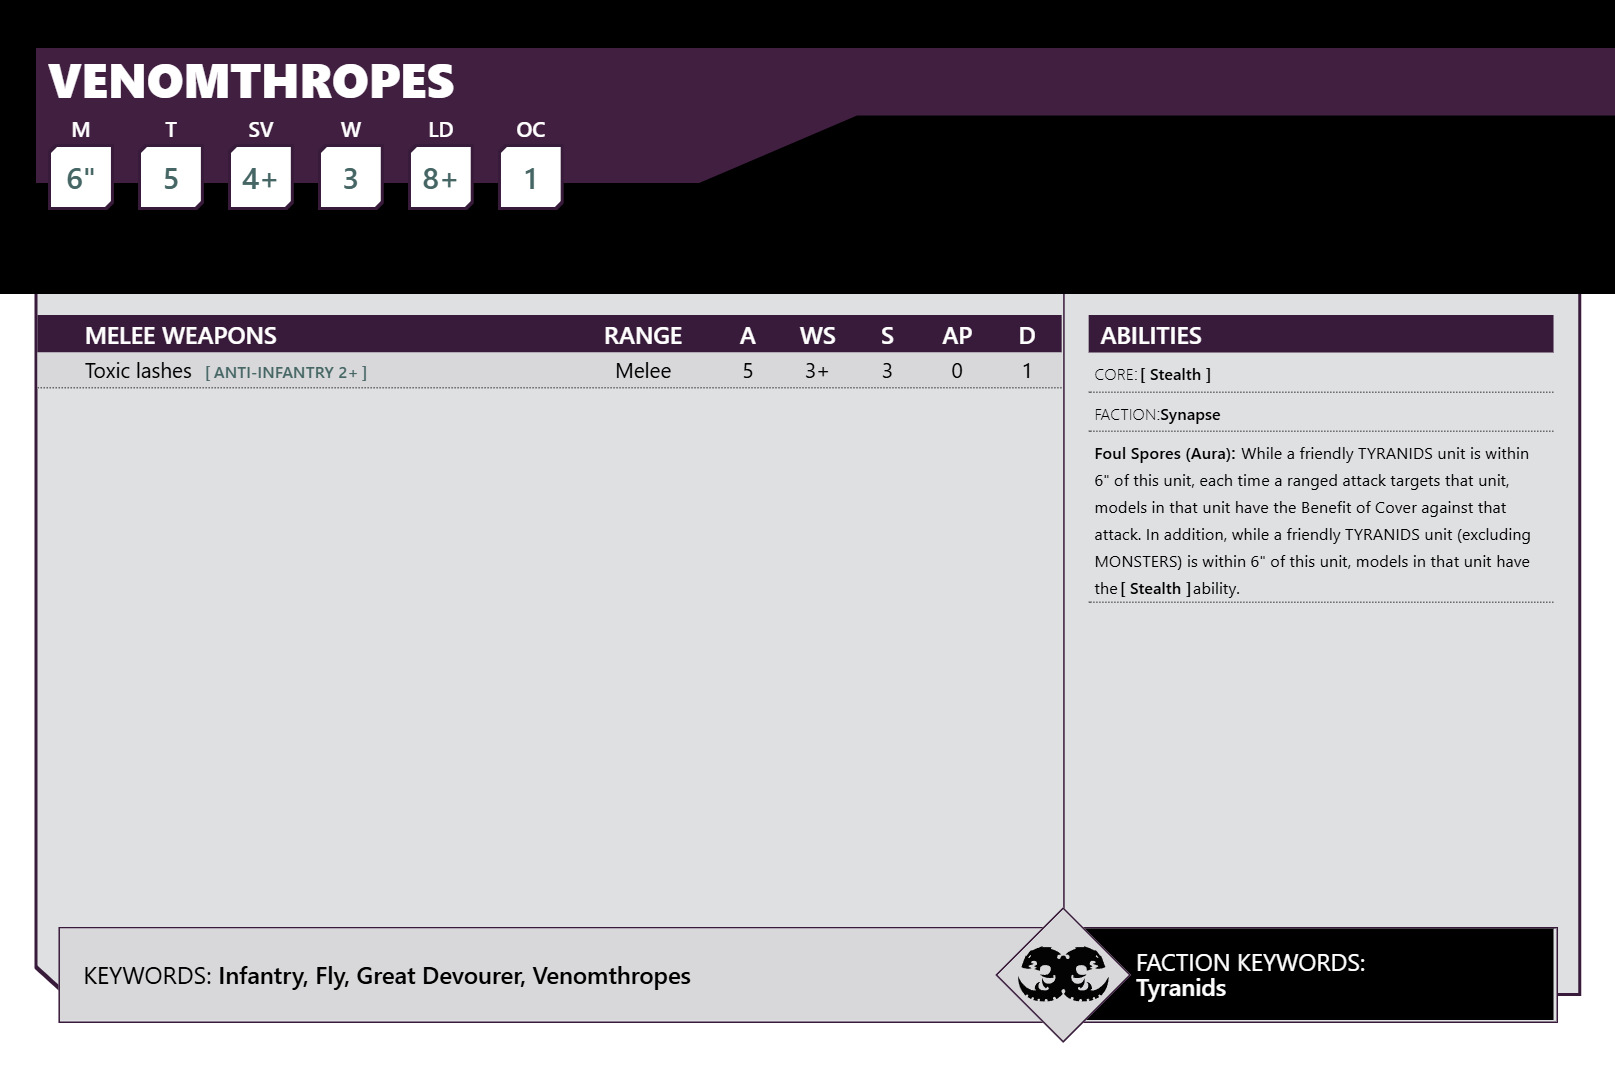 VENOMTHROPES
M T SV W LD OC
6" 5 4+ 3 8+ 1
MELEE WEAPONS RANGE A WS S AP D
Toxic lashes [ ANTI-INFANTRY 2+ ] Melee 5 3+ 3 0 1
ABILITIES
CORE: [ Stealth ]
FACTION:Synapse
Foul Spores (Aura): While a friendly TYRANIDS unit is within
6" of this unit, each time a ranged attack targets that unit,
models in that unit have the Benefit of Cover against that
attack. In addition, while a friendly TYRANIDS unit (excluding
MONSTERS) is within 6" of this unit, models in that unit have
the [ Stealth ] ability.
KEYWORDS: Infantry, Fly, Great Devourer, Venomthropes
FACTION KEYWORDS:
Tyranids